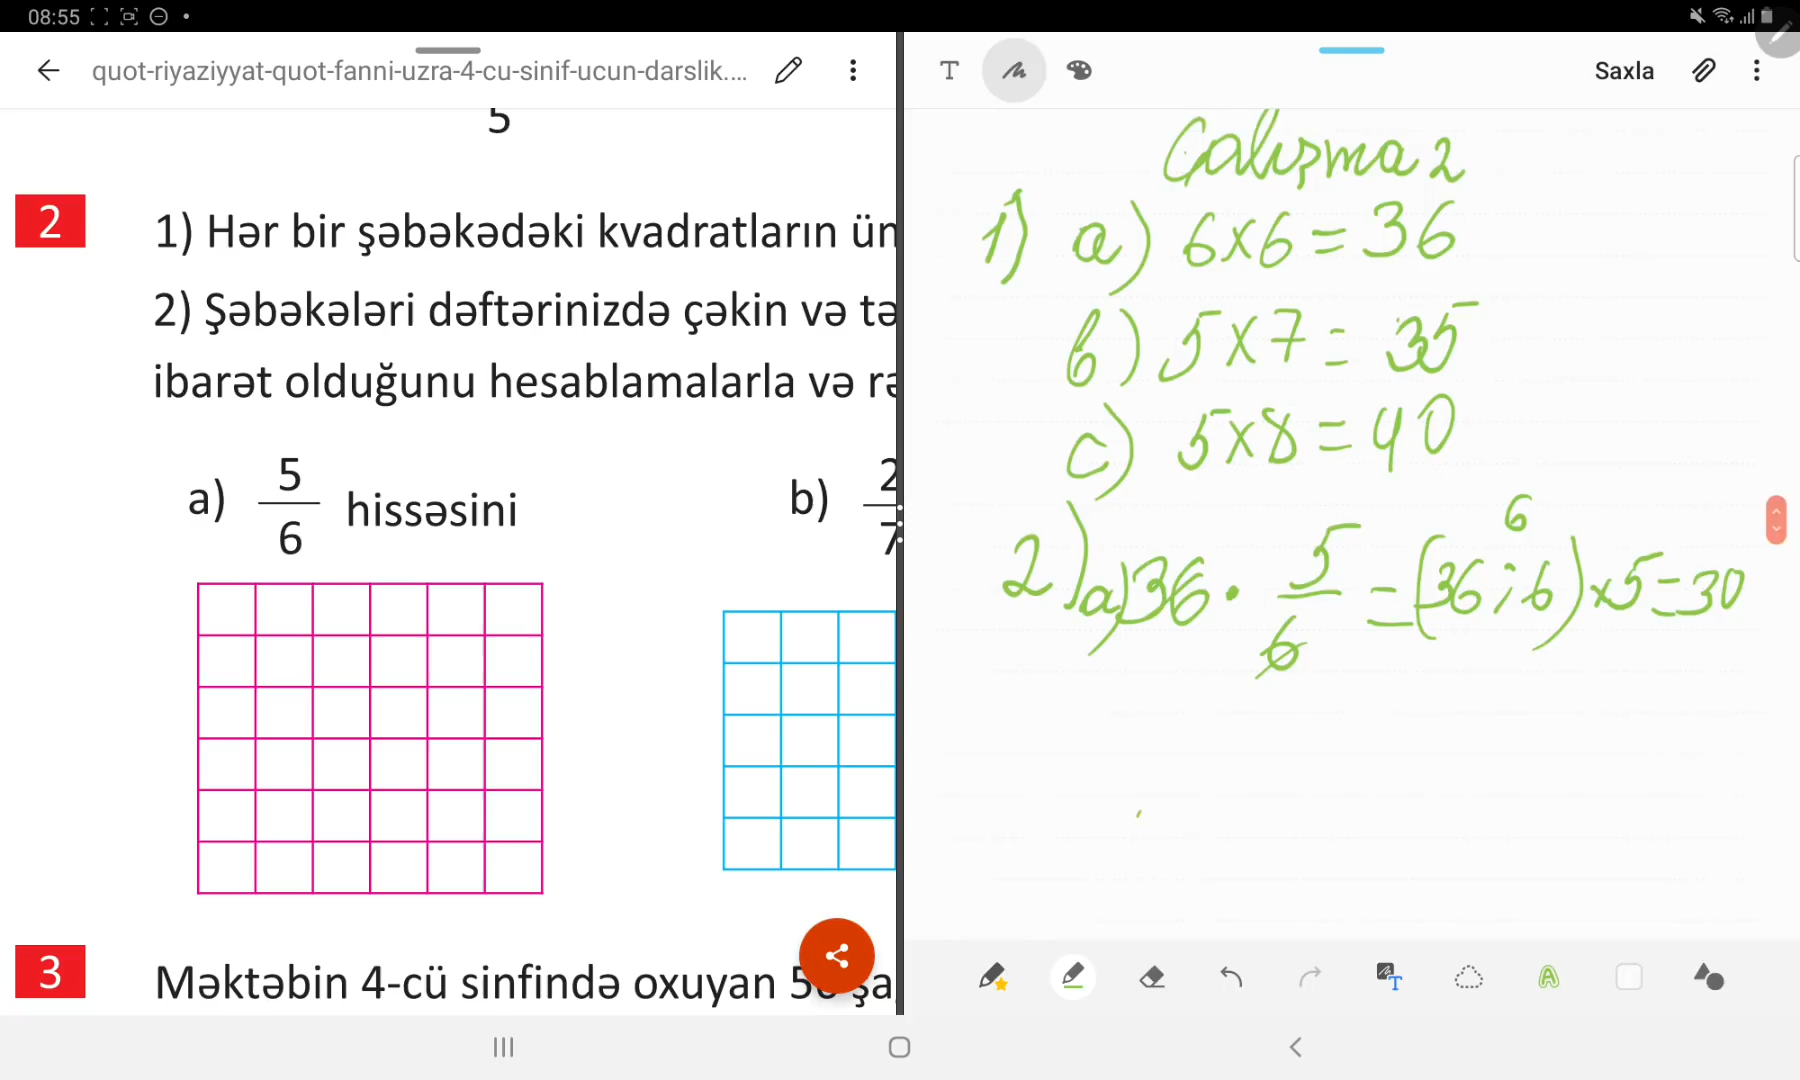 08:55
quot-riyaziyyat-quot-fanni-uzra-4-cu-sinif-ucun-darslik....
5
2
1) Hər bir şəbəkədəki kvadratların ün
2) Şəbəkələri dəftərinizdə çəkin və tə
ibarət olduğunu hesablamalarla və rə
a) 5/6 hissəsini
b) 2/7
3
Məktəbin 4-cü sinfində oxuyan 56 şa
T
Saxla
Çalışma 2
1) a) 6x6=36
b) 5x7=35
c) 5x8=40
6
2) a) 36 · 5/6 = (36:6)x5=30